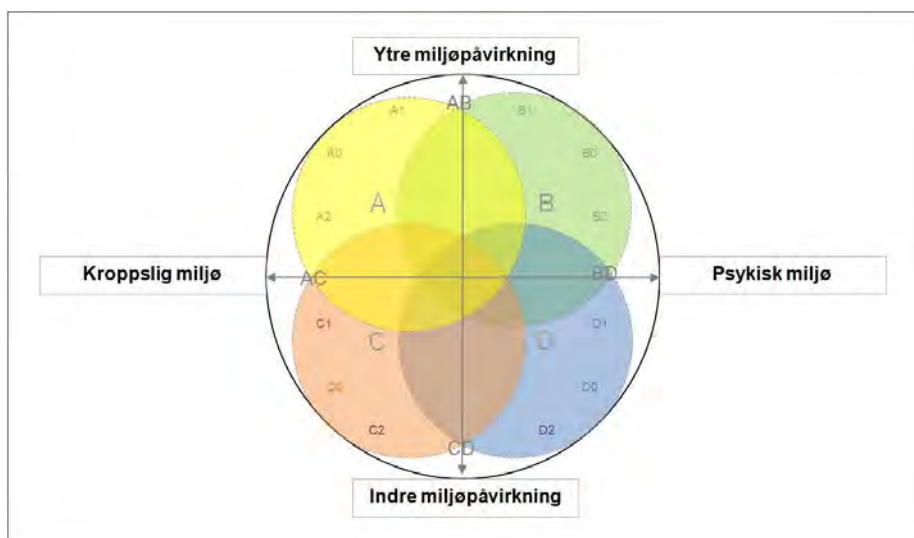 Ytre miljøpåvirkning
AB
A1
B1
A0
B0
A
B
A2
B2
Kroppslig miljø
AC
BD
Psykisk miljø
C1
D1
C
D
C0
D0
C2
D2
CD
Indre miljøpåvirkning